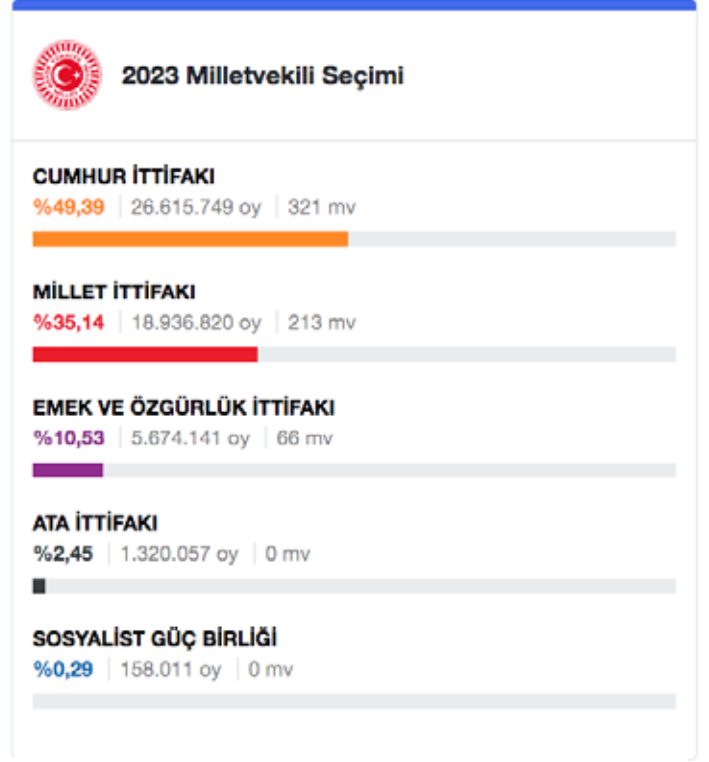 2023 Milletvekili Seçimi
CUMHUR İTTİFAKI
%49,39 26.615.749 oy 321 mv
MİLLET İTTİFAKI
%35,14 18.936.820 oy 213 mv
EMEK VE ÖZGÜRLÜK İTTİFAKI
%10,53 5.674.141 oy 66 mv
ATA İTTİFAKI
%2,45 1.320.057 oy 0 mv
SOSYALİST GÜÇ BİRLİĞİ
%0,29 158.011 oy 0 mv